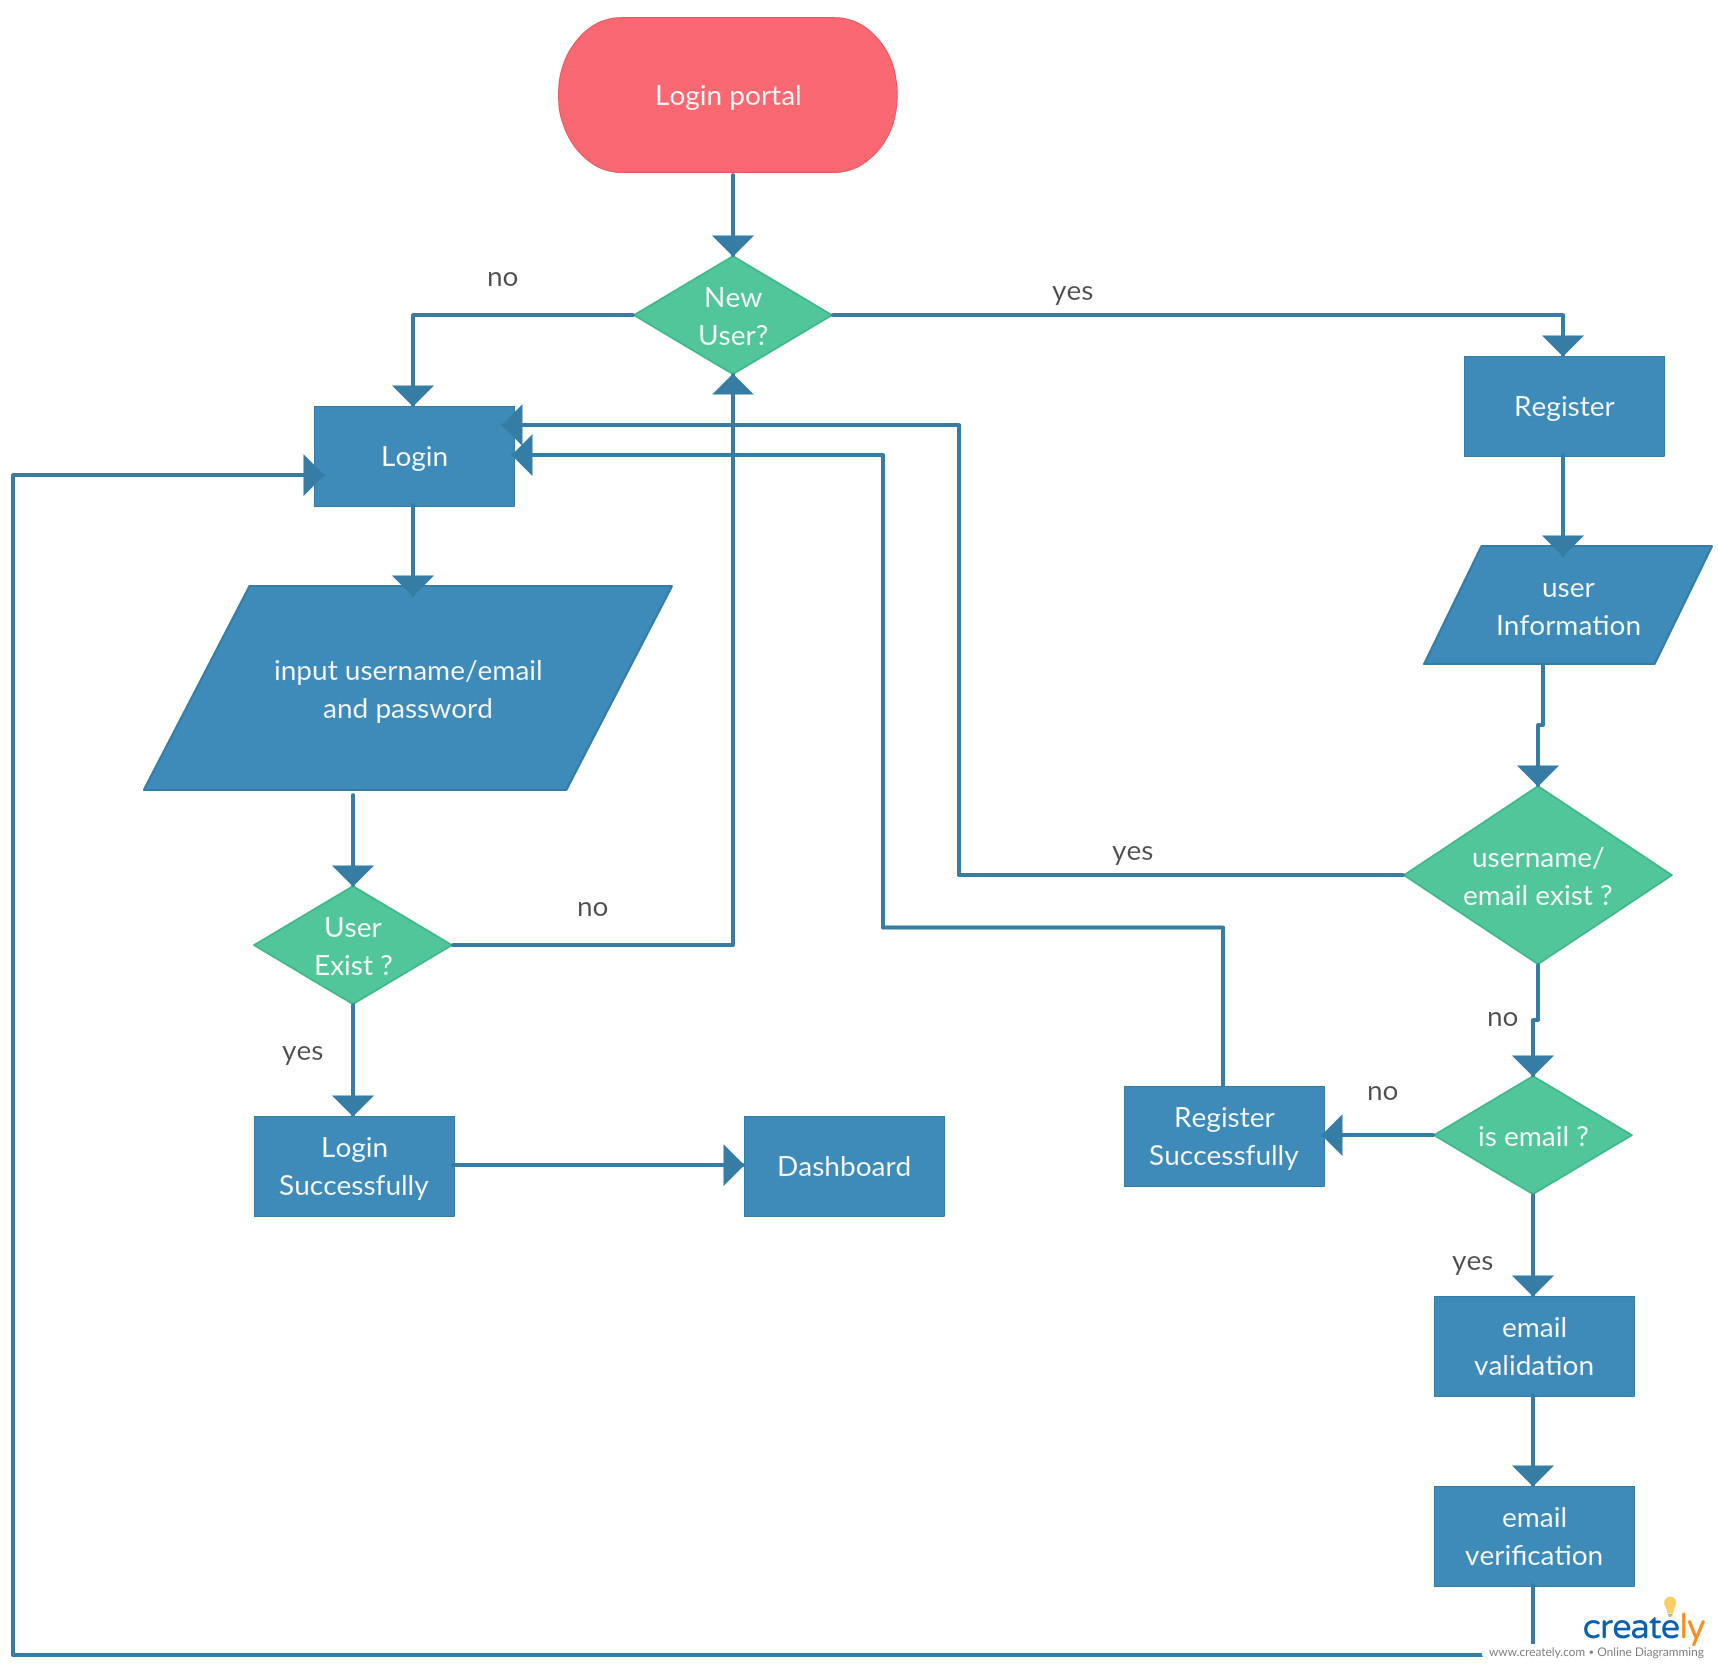 Login portal
no
New
User?
yes
Register
Login
user
Information
input username/email
and password
yes
username/
email exist ?
no
User
Exist ?
no
yes
no
Register
Successfully
is email ?
Login
Successfully
Dashboard
yes
email
validation
email
verification
creately
www.creately.com • Online Diagramming